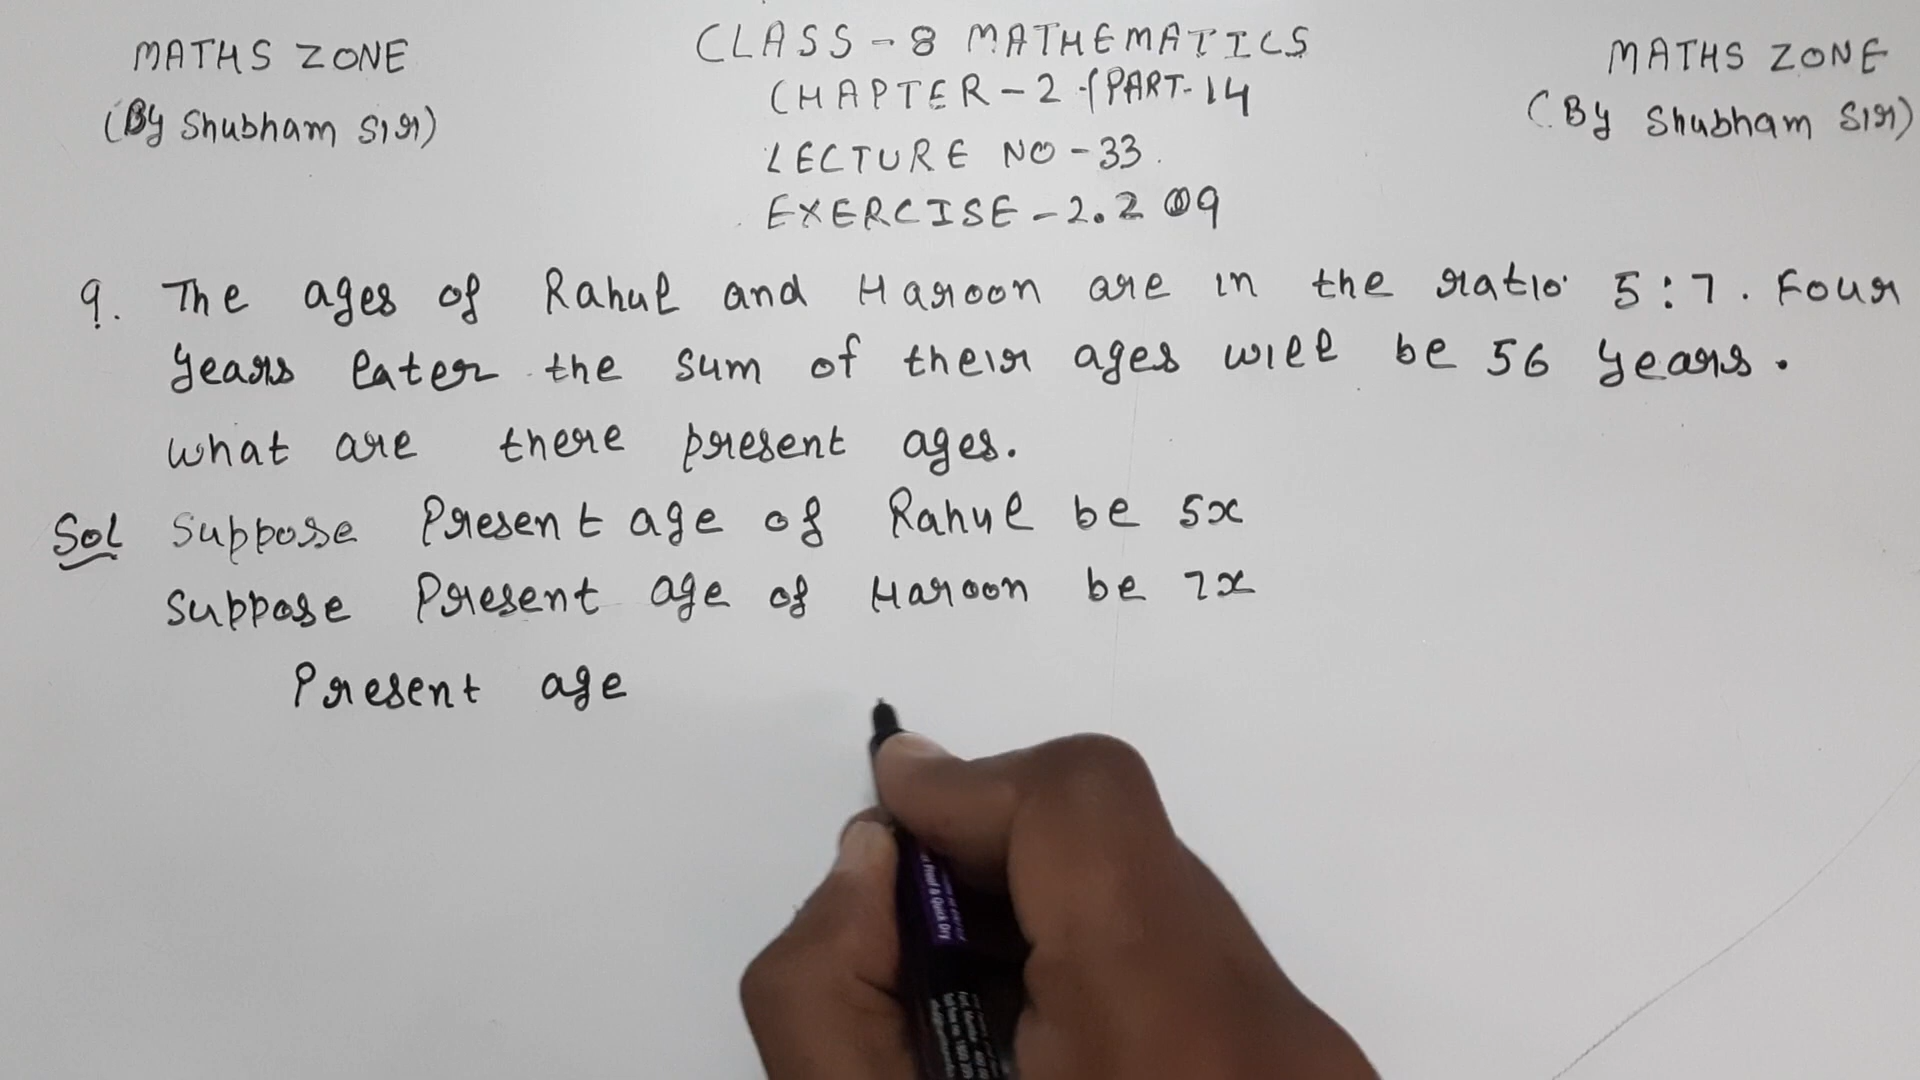 MATHS ZONE
(By Shubham Sir)
CLASS-8 MATHEMATICS
CHAPTER-2 (PART-14
LECTURE NO-33.
EXERCISE-2.2 Q9
MATHS ZONE
(By Shubham Sir)
9. The ages of Rahul and Haroon are in the ratio 5:7. Four
years later the sum of their ages will be 56 years.
what are there present ages.
Sol Suppose Present age of Rahul be 5x
Suppose Present age of Haroon be 7x
Present age